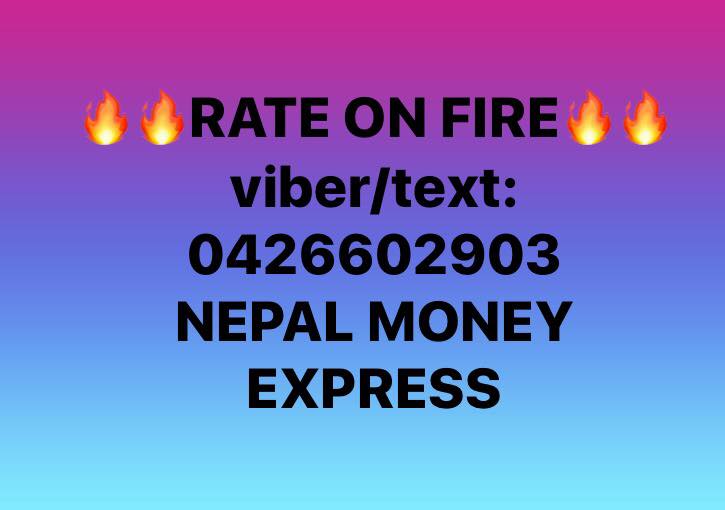 🔥🔥RATE ON FIRE🔥🔥
viber/text:
0426602903
NEPAL MONEY
EXPRESS